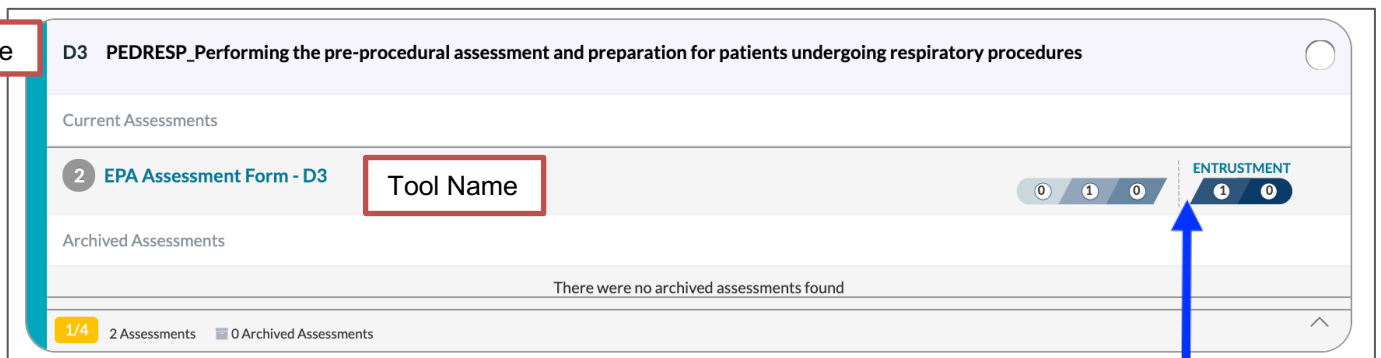 e
D3 PEDRESP_Performing the pre-procedural assessment and preparation for patients undergoing respiratory procedures
Current Assessments
2 EPA Assessment Form - D3
Tool Name
0 1 0
ENTRUSTMENT
1 0
Archived Assessments
There were no archived assessments found
1/4 2 Assessments 0 Archived Assessments